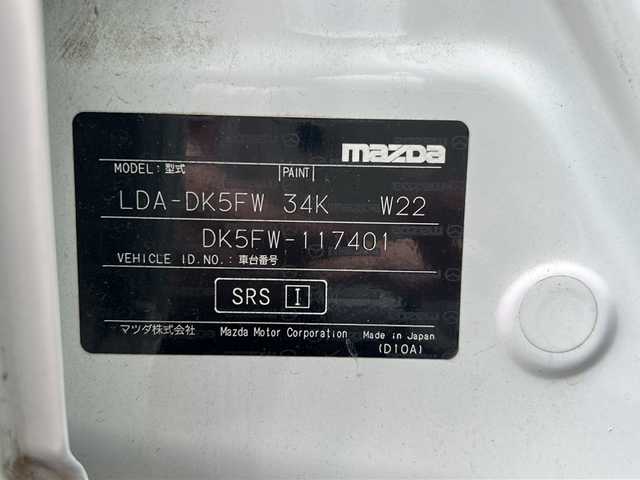 mazda
MODEL:型式 PAINT
LDA-DK5FW 34K W22
DK5FW-117401
VEHICLE ID.NO.:車台番号
SRS I
マツダ株式会社 Mazda Motor Corporation Made in Japan
(D10A)